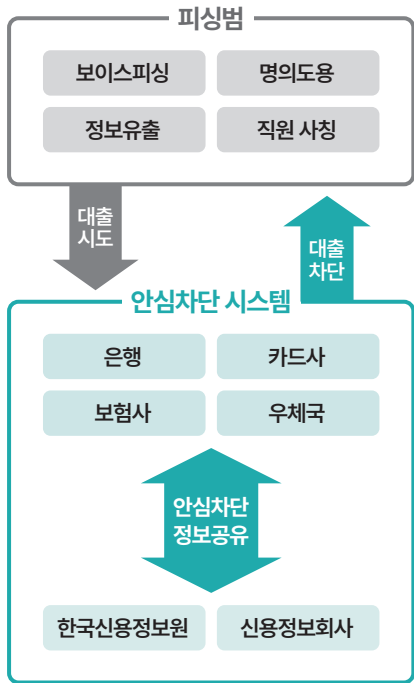 피싱범
보이스피싱
명의도용
정보유출
직원 사칭
대출
시도
대출
차단
안심차단 시스템
은행
카드사
보험사
우체국
안심차단
정보공유
한국신용정보원
신용정보회사